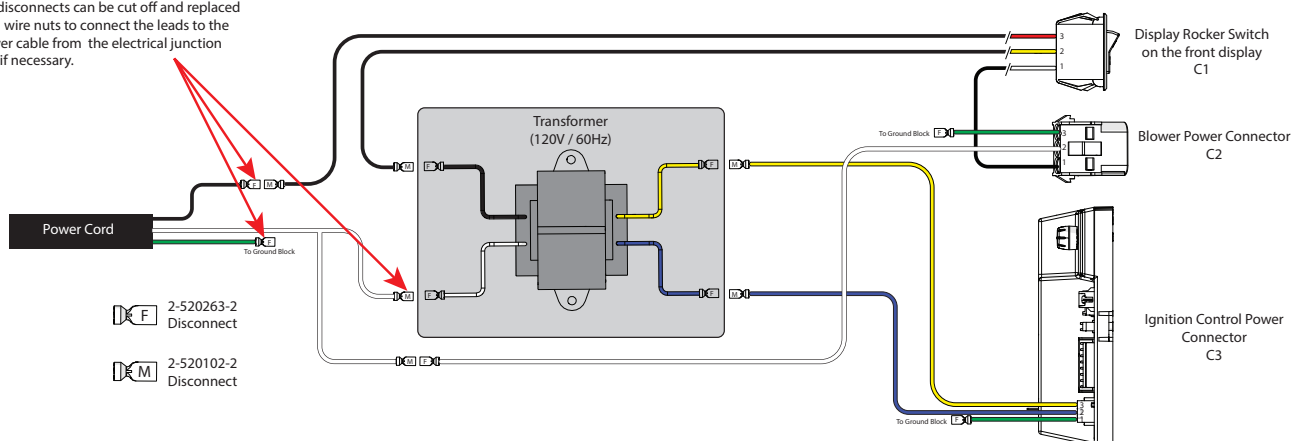 disconnects can be cut off and replaced
wire nuts to connect the leads to the
cable from the electrical junction
if necessary.
Display Rocker Switch
on the front display
C1
3
2
1
Transformer
(120V / 60Hz)
To Ground Block
F
3
2
1
Blower Power Connector
C2
M
F
F
M
F
M
Power Cord
F
To Ground Block
M
F
F
M
F
2-520263-2
Disconnect
M
2-520102-2
Disconnect
M
F
Ignition Control Power
Connector
C3
3
2
1
To Ground Block
F